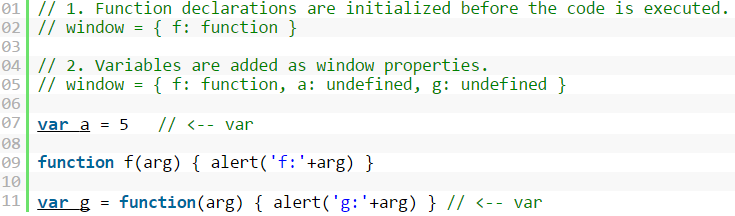 01 // 1. Function declarations are initialized before the code is executed.
02 // window = { f: function }
03
04 // 2. Variables are added as window properties.
05 // window = { f: function, a: undefined, g: undefined }
06
07 var a = 5   // <-- var
08
09 function f(arg) { alert('f:'+arg) }
10
11 var g = function(arg) { alert('g:'+arg) } // <-- var